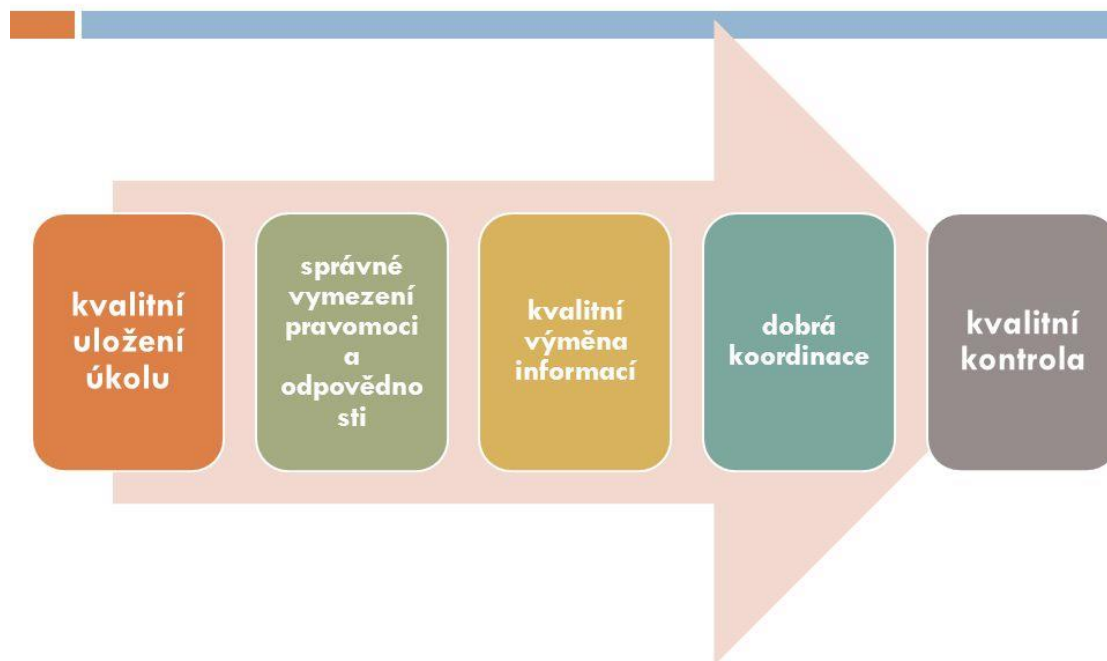 kvalitní
uložení
úkolu
správné
vymezení
pravomoci
a
odpovědno
sti
kvalitní
výměna
informací
dobrá
koordinace
kvalitní
kontrola